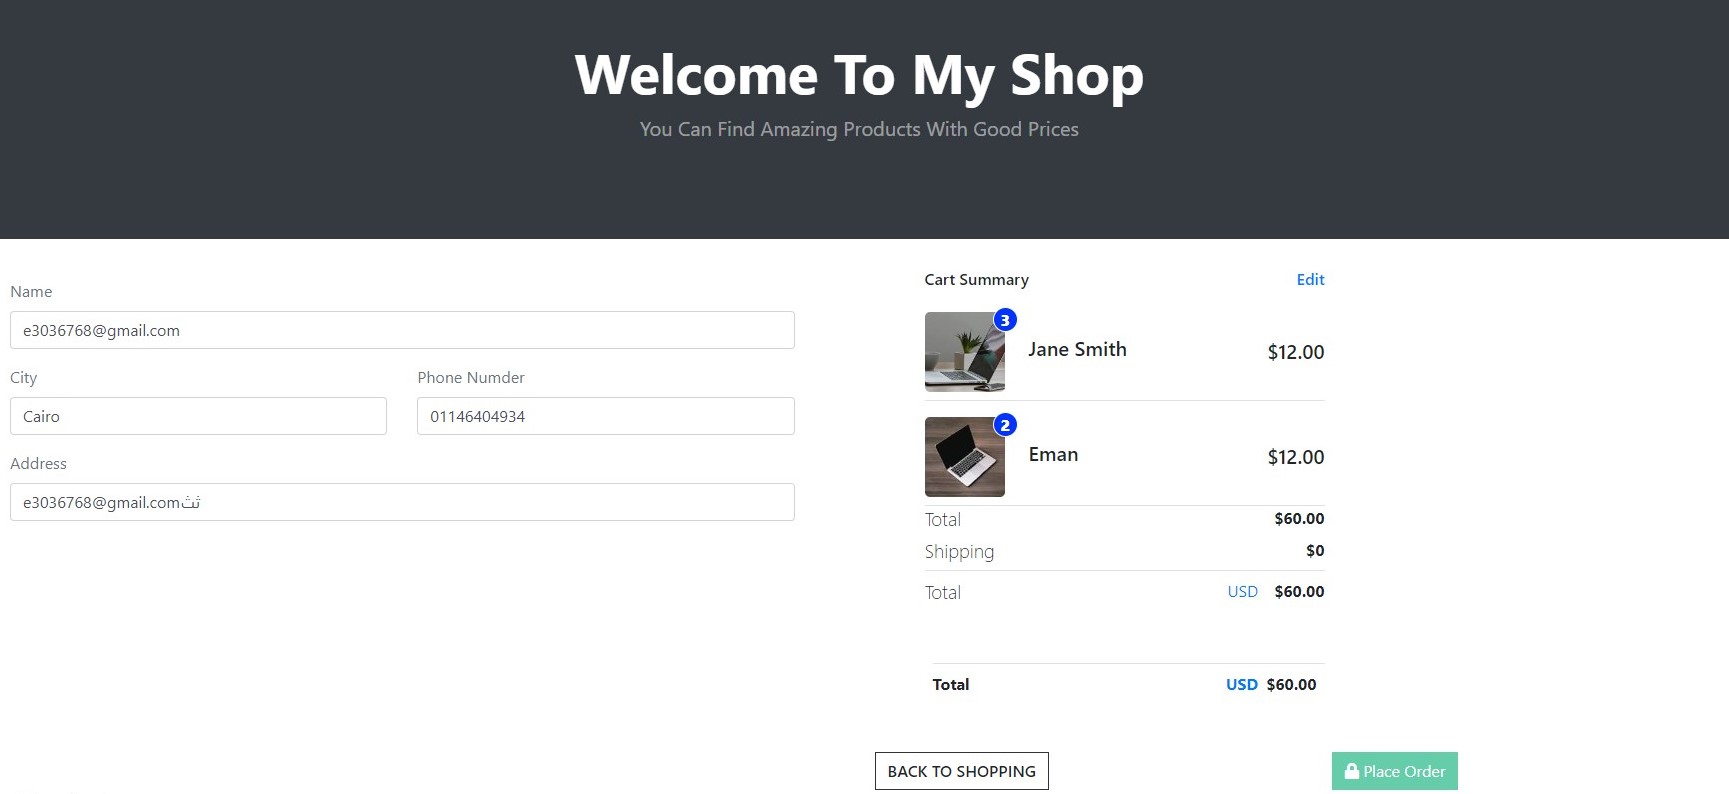 Welcome To My Shop
You Can Find Amazing Products With Good Prices
Name
e3036768@gmail.com
City
Cairo
Phone Numder
01146404934
Address
e3036768@gmail.comثث
Cart Summary Edit
3
Jane Smith $12.00
2
Eman $12.00
Total $60.00
Shipping $0
Total USD $60.00
Total USD $60.00
BACK TO SHOPPING
Place Order